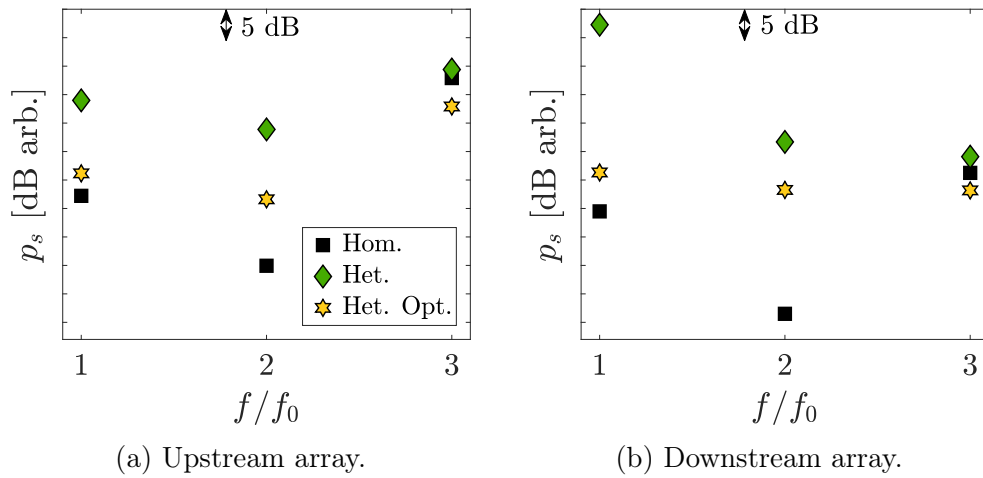 5 dB
p_s [dB arb.]
Hom.
Het.
Het. Opt.
1 2 3
f/f_0
(a) Upstream array.
5 dB
p_s [dB arb.]
1 2 3
f/f_0
(b) Downstream array.